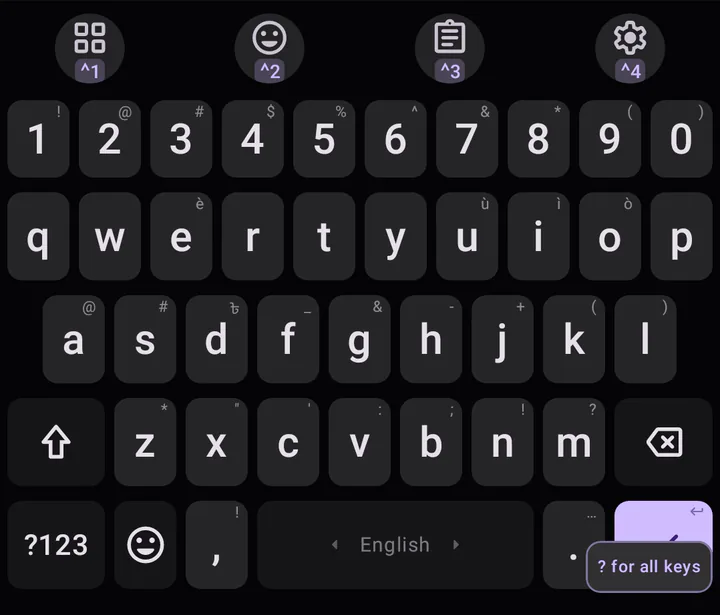 ^1 ^2 ^3 ^4
! @ # $ % ^ & * ( )
1 2 3 4 5 6 7 8 9 0
è ù ì ò
q w e r t y u i o p
@ # ৳ _ & - + ( )
a s d f g h j k l
* " ' : ; ! ?
z x c v b n m
! …
?123 , English .
? for all keys